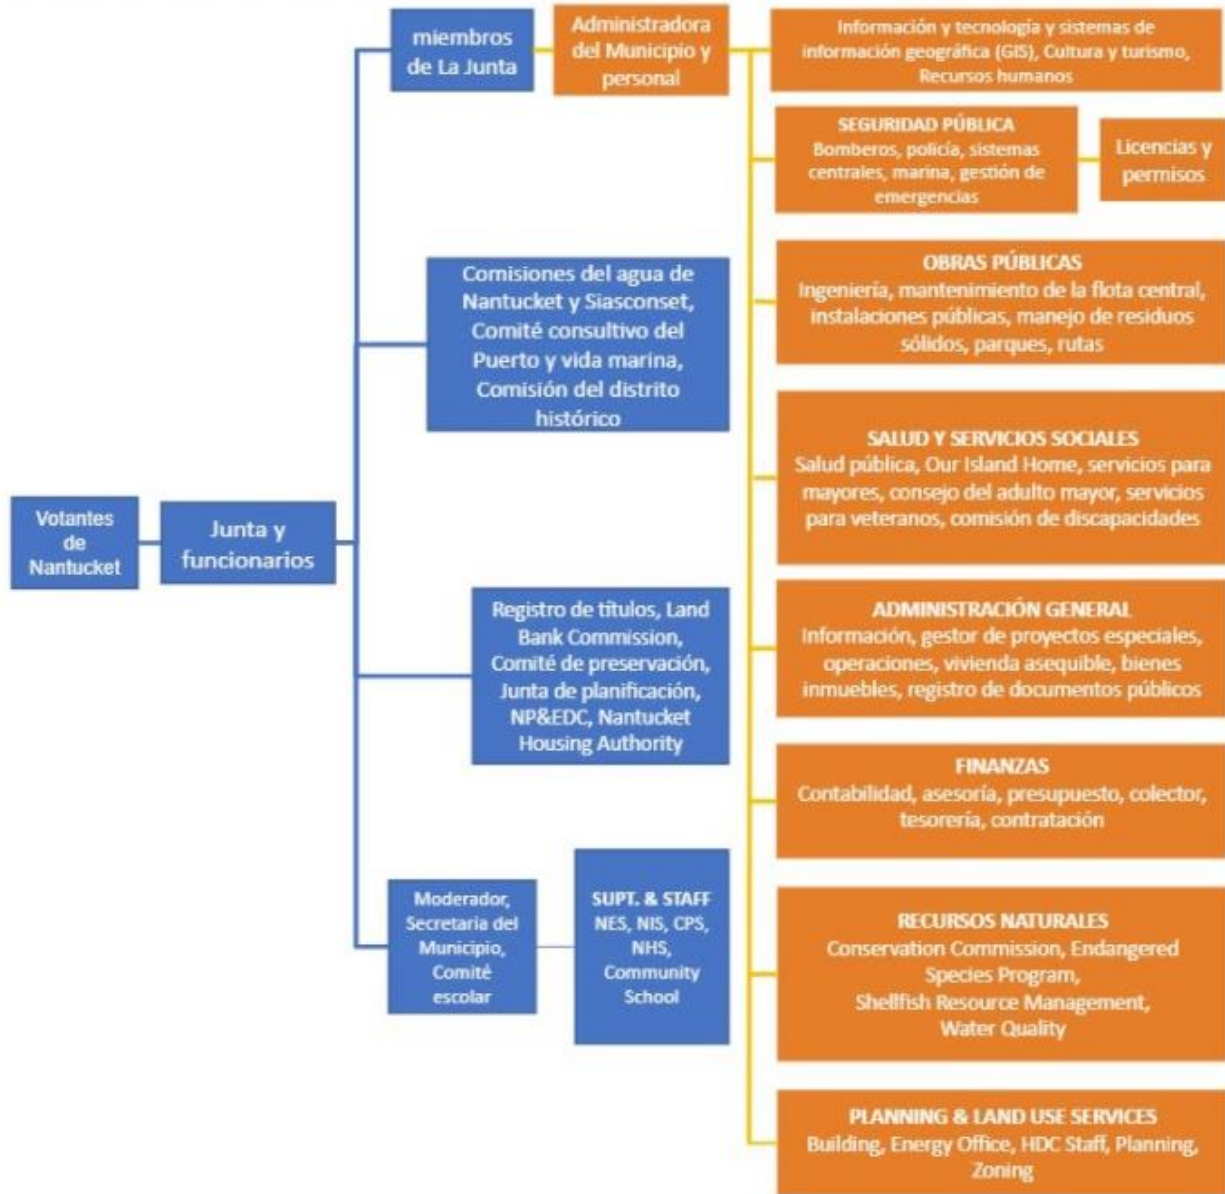 miembros
de La Junta
Administradora
del Municipio y
personal
Información y tecnología y sistemas de
información geográfica (GIS), Cultura y turismo,
Recursos humanos
SEGURIDAD PÚBLICA
Bomberos, policía, sistemas
centrales, marina, gestión de
emergencias
Licencias y
permisos
Comisiones del agua de
Nantucket y Siasconset,
Comité consultivo del
Puerto y vida marina,
Comisión del distrito
histórico
OBRAS PÚBLICAS
Ingeniería, mantenimiento de la flota central,
instalaciones públicas, manejo de residuos
sólidos, parques, rutas
SALUD Y SERVICIOS SOCIALES
Salud pública, Our Island Home, servicios para
mayores, consejo del adulto mayor, servicios
para veteranos, comisión de discapacidades
Votantes
de
Nantucket
Junta y
funcionarios
Registro de títulos, Land
Bank Commission,
Comité de preservación,
Junta de planificación,
NP&EDC, Nantucket
Housing Authority
ADMINISTRACIÓN GENERAL
Información, gestor de proyectos especiales,
operaciones, vivienda asequible, bienes
inmuebles, registro de documentos públicos
FINANZAS
Contabilidad, asesoría, presupuesto, colector,
tesorería, contratación
Moderador,
Secretaria del
Municipio,
Comité
escolar
SUPT. & STAFF
NES, NIS, CPS,
NHS,
Community
School
RECURSOS NATURALES
Conservation Commission, Endangered
Species Program,
Shellfish Resource Management,
Water Quality
PLANNING & LAND USE SERVICES
Building, Energy Office, HDC Staff, Planning,
Zoning